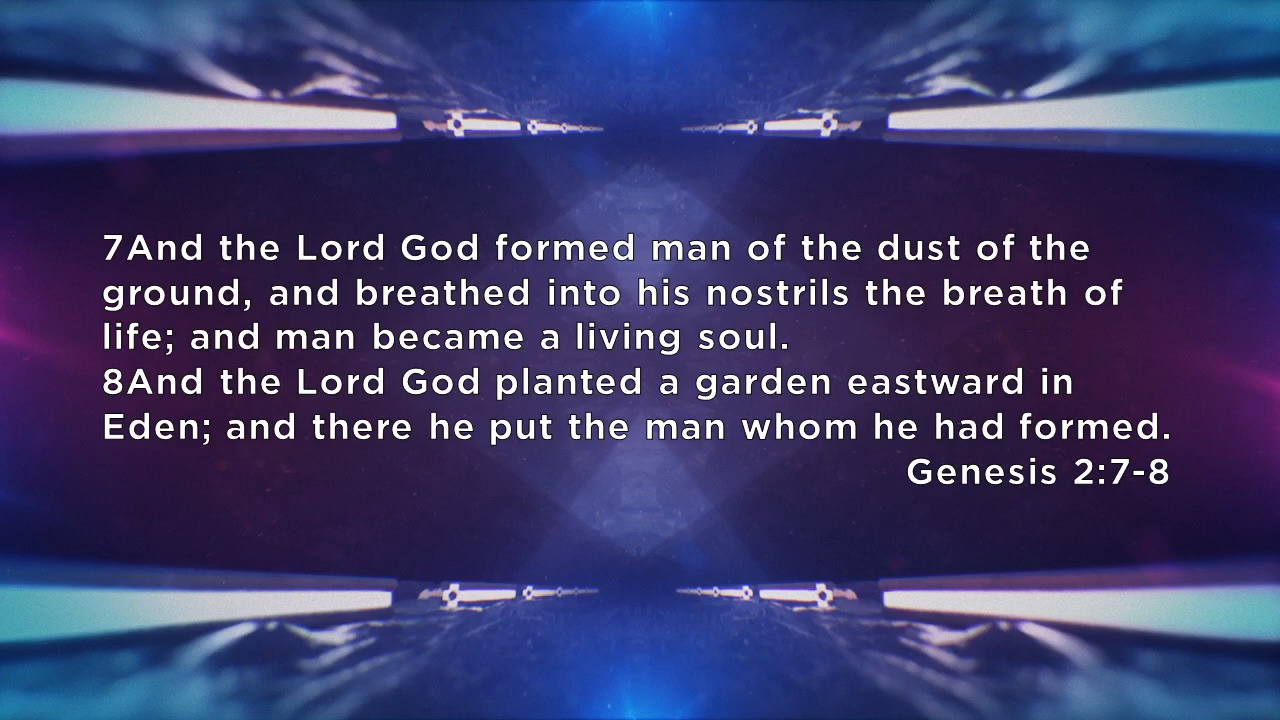 7And the Lord God formed man of the dust of the
ground, and breathed into his nostrils the breath of
life; and man became a living soul.
8And the Lord God planted a garden eastward in
Eden; and there he put the man whom he had formed.
Genesis 2:7-8